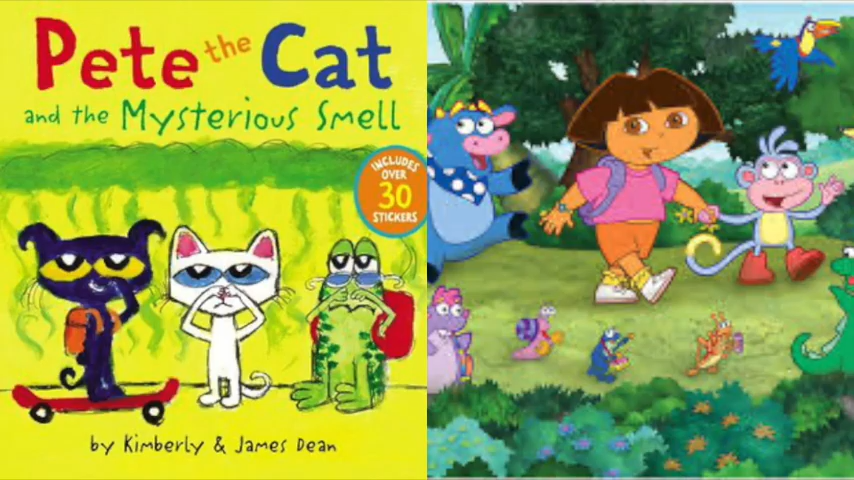 Pete the Cat
and the Mysterious Smell
INCLUDES
OVER
30
STICKERS
by Kimberly & James Dean